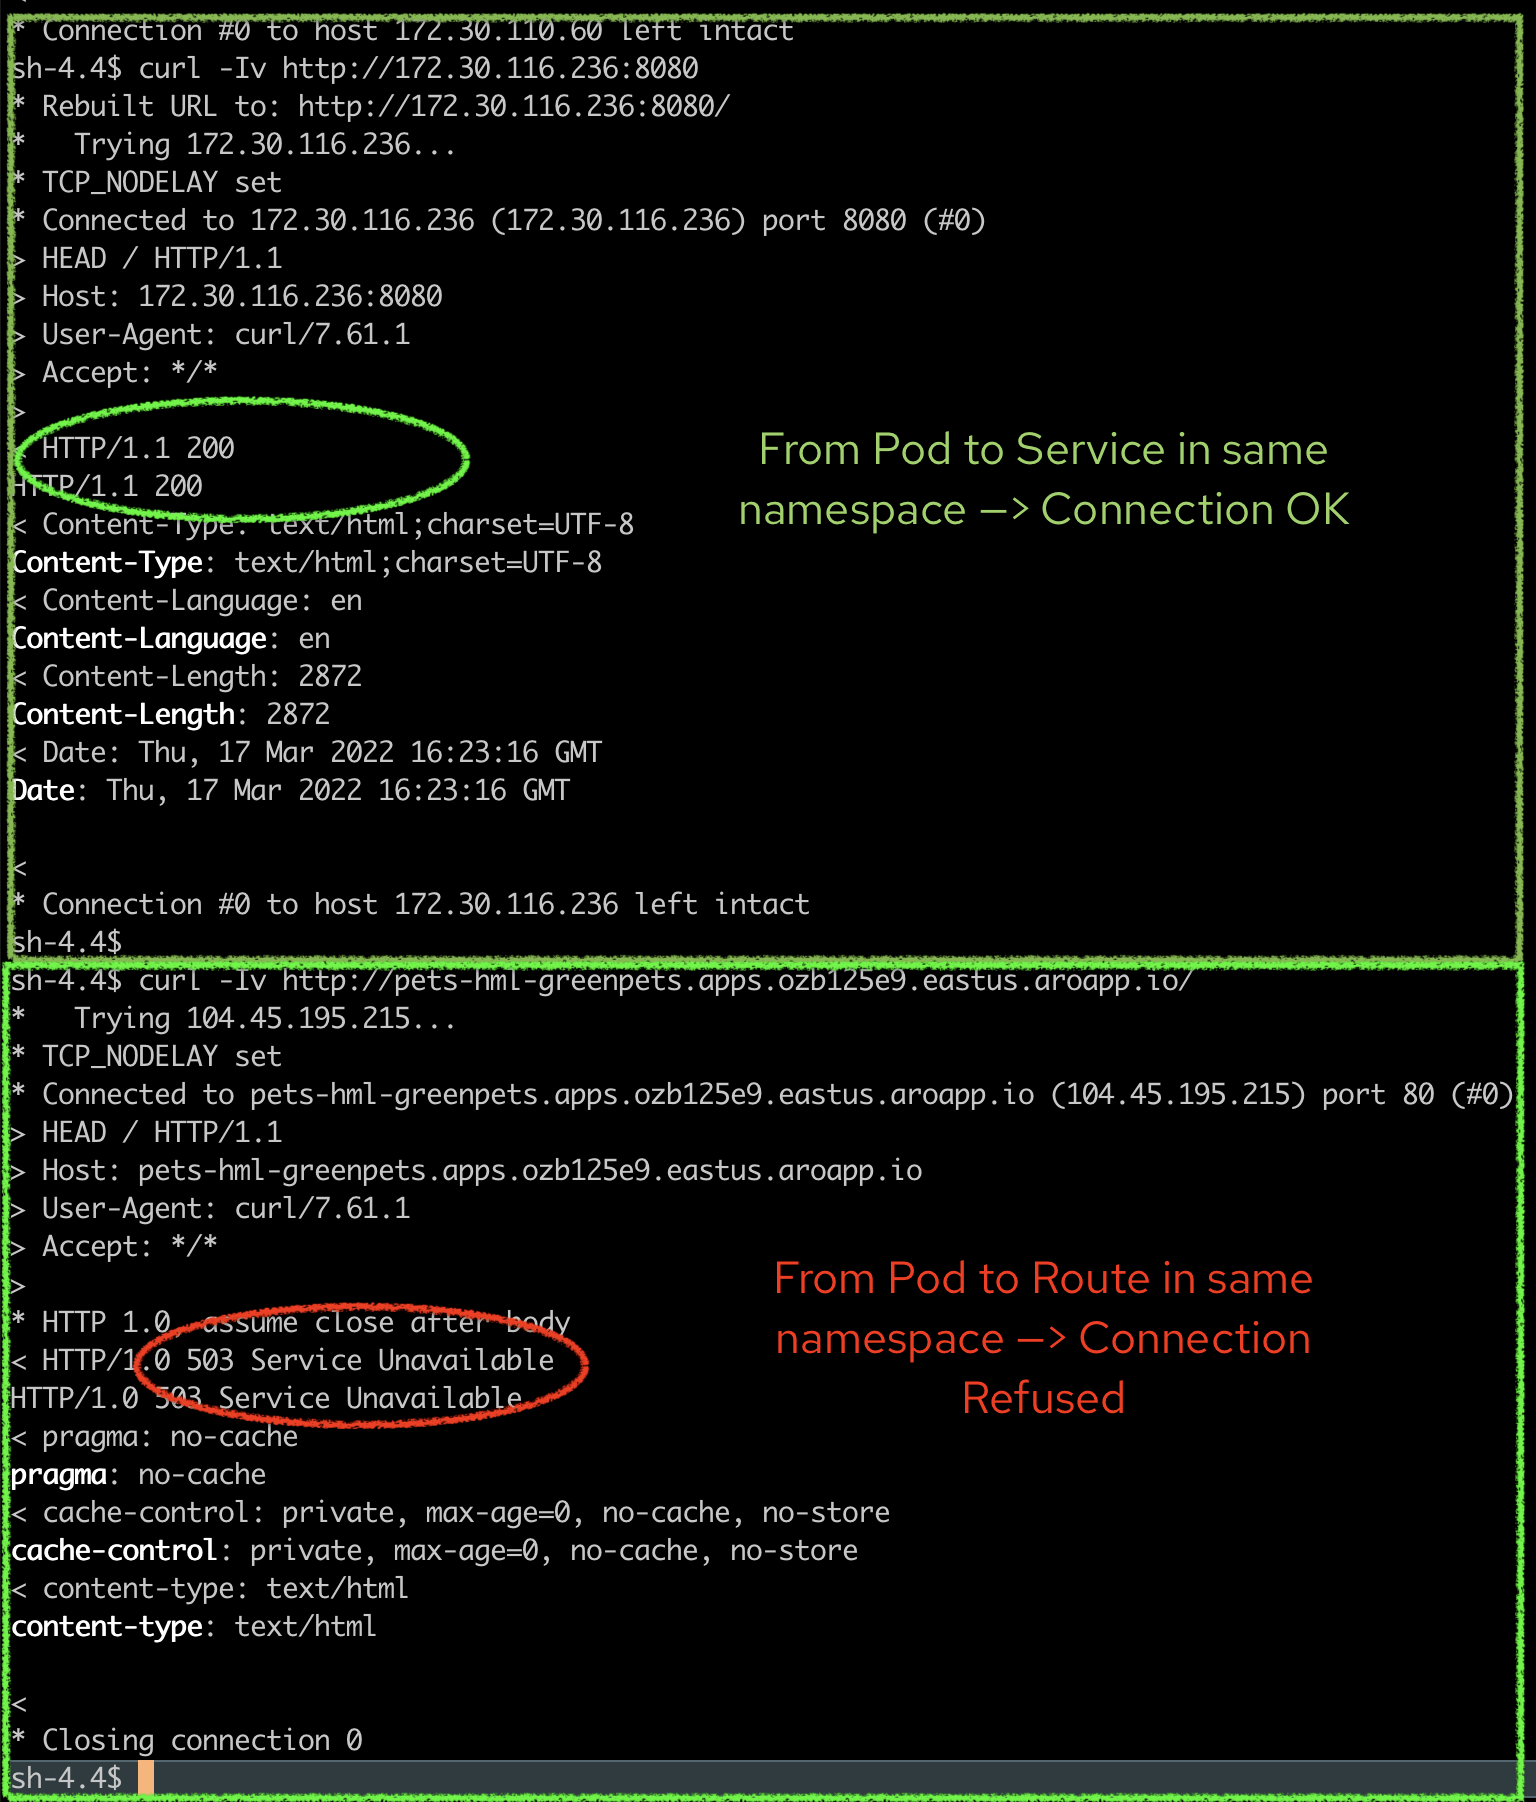 * Connection #0 to host 172.30.110.60 left intact
sh-4.4$ curl -Iv http://172.30.116.236:8080
* Rebuilt URL to: http://172.30.116.236:8080/
*   Trying 172.30.116.236...
* TCP_NODELAY set
* Connected to 172.30.116.236 (172.30.116.236) port 8080 (#0)
> HEAD / HTTP/1.1
> Host: 172.30.116.236:8080
> User-Agent: curl/7.61.1
> Accept: */*
>
HTTP/1.1 200
HTTP/1.1 200
From Pod to Service in same
namespace —> Connection OK
< Content-Type: text/html;charset=UTF-8
Content-Type: text/html;charset=UTF-8
< Content-Language: en
Content-Language: en
< Content-Length: 2872
Content-Length: 2872
< Date: Thu, 17 Mar 2022 16:23:16 GMT
Date: Thu, 17 Mar 2022 16:23:16 GMT
<
* Connection #0 to host 172.30.116.236 left intact
sh-4.4$
sh-4.4$ curl -Iv http://pets-hml-greenpets.apps.ozb125e9.eastus.aroapp.io/
*   Trying 104.45.195.215...
* TCP_NODELAY set
* Connected to pets-hml-greenpets.apps.ozb125e9.eastus.aroapp.io (104.45.195.215) port 80 (#0)
> HEAD / HTTP/1.1
> Host: pets-hml-greenpets.apps.ozb125e9.eastus.aroapp.io
> User-Agent: curl/7.61.1
> Accept: */*
>
* HTTP 1.0, assume close after body
< HTTP/1.0 503 Service Unavailable
HTTP/1.0 503 Service Unavailable
From Pod to Route in same
namespace —> Connection
Refused
< pragma: no-cache
pragma: no-cache
< cache-control: private, max-age=0, no-cache, no-store
cache-control: private, max-age=0, no-cache, no-store
< content-type: text/html
content-type: text/html
<
* Closing connection 0
sh-4.4$